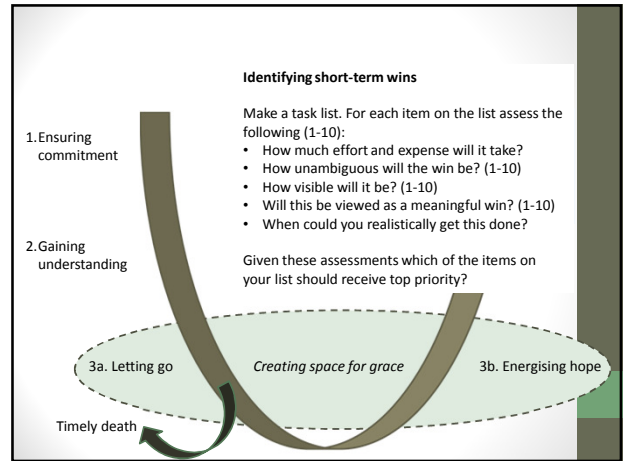 Identifying short-term wins
Make a task list. For each item on the list assess the
following (1-10):
• How much effort and expense will it take?
• How unambiguous will the win be? (1-10)
• How visible will it be? (1-10)
• Will this be viewed as a meaningful win? (1-10)
• When could you realistically get this done?
Given these assessments which of the items on
your list should receive top priority?
1.Ensuring
commitment
2.Gaining
understanding
3a. Letting go
Creating space for grace
3b. Energising hope
Timely death